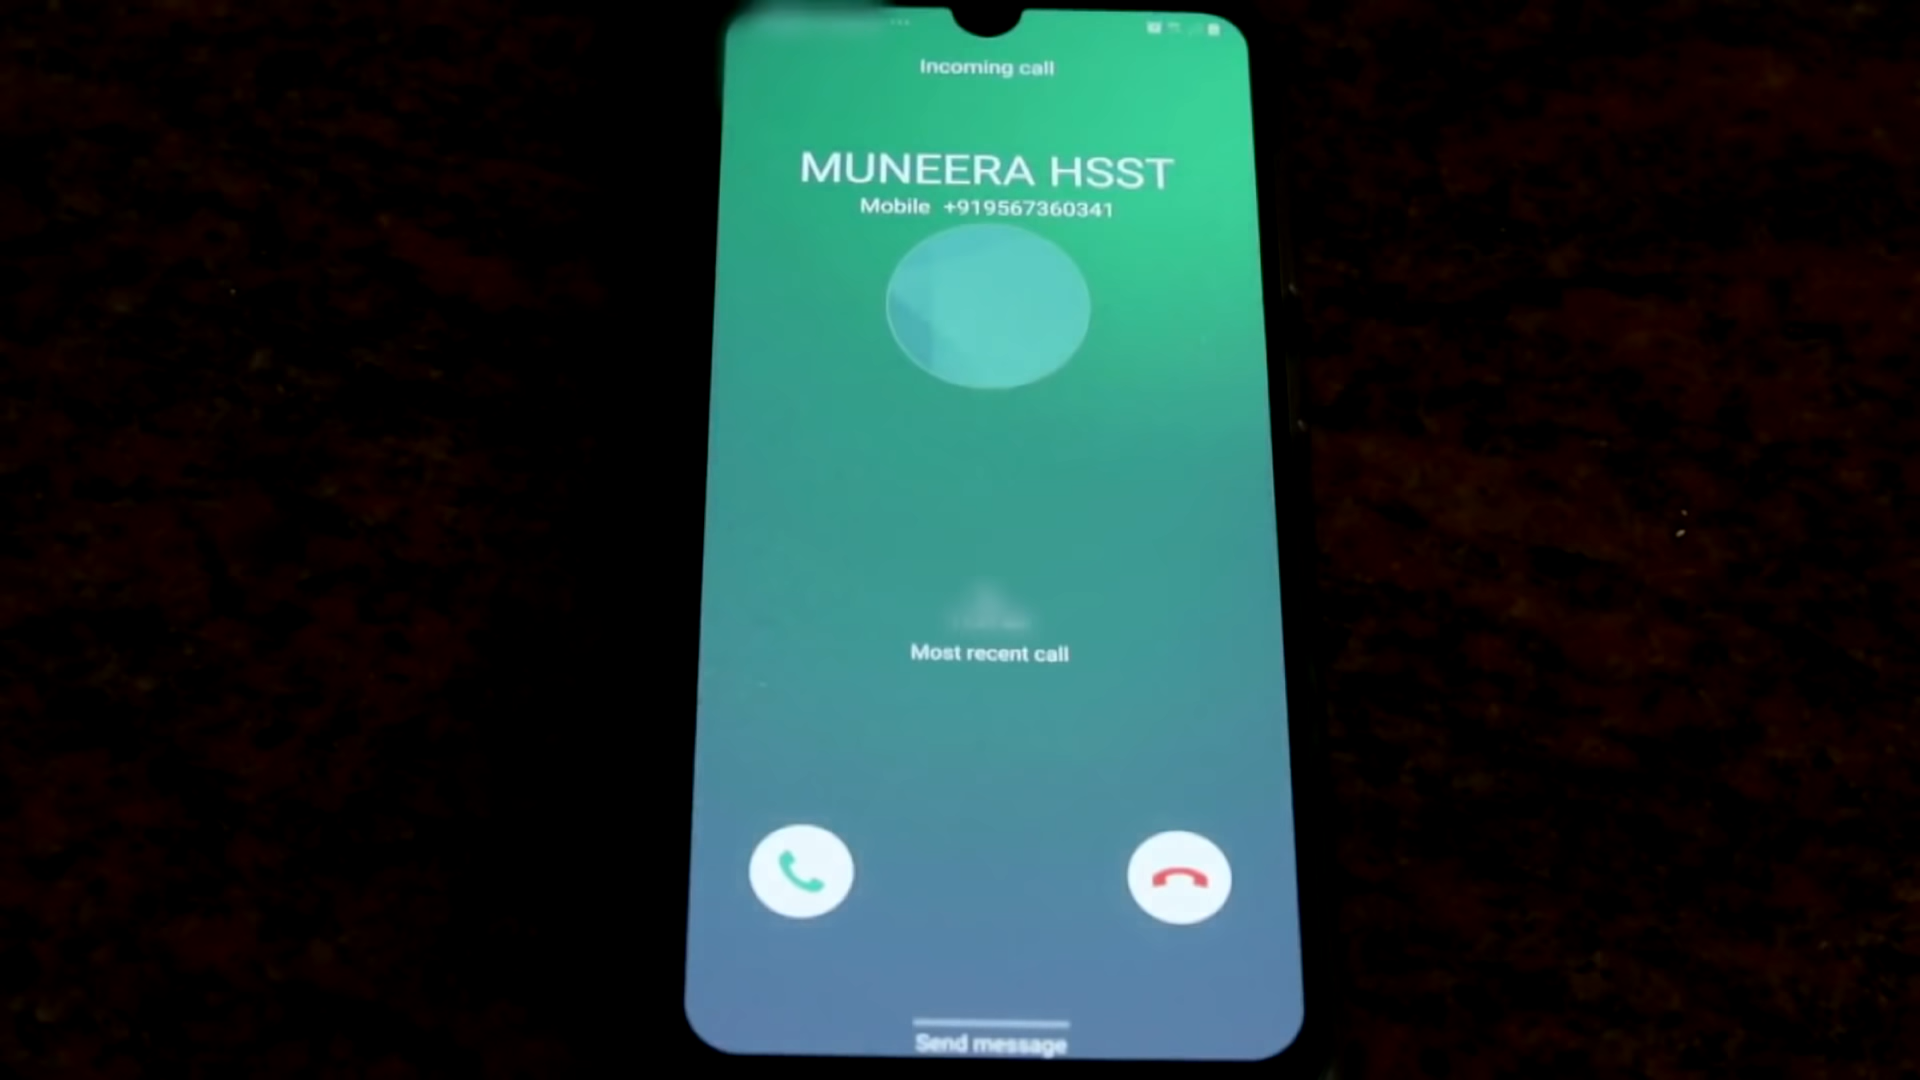 Incoming call
MUNEERA HSST
Mobile +919567360341
Most recent call
Send message